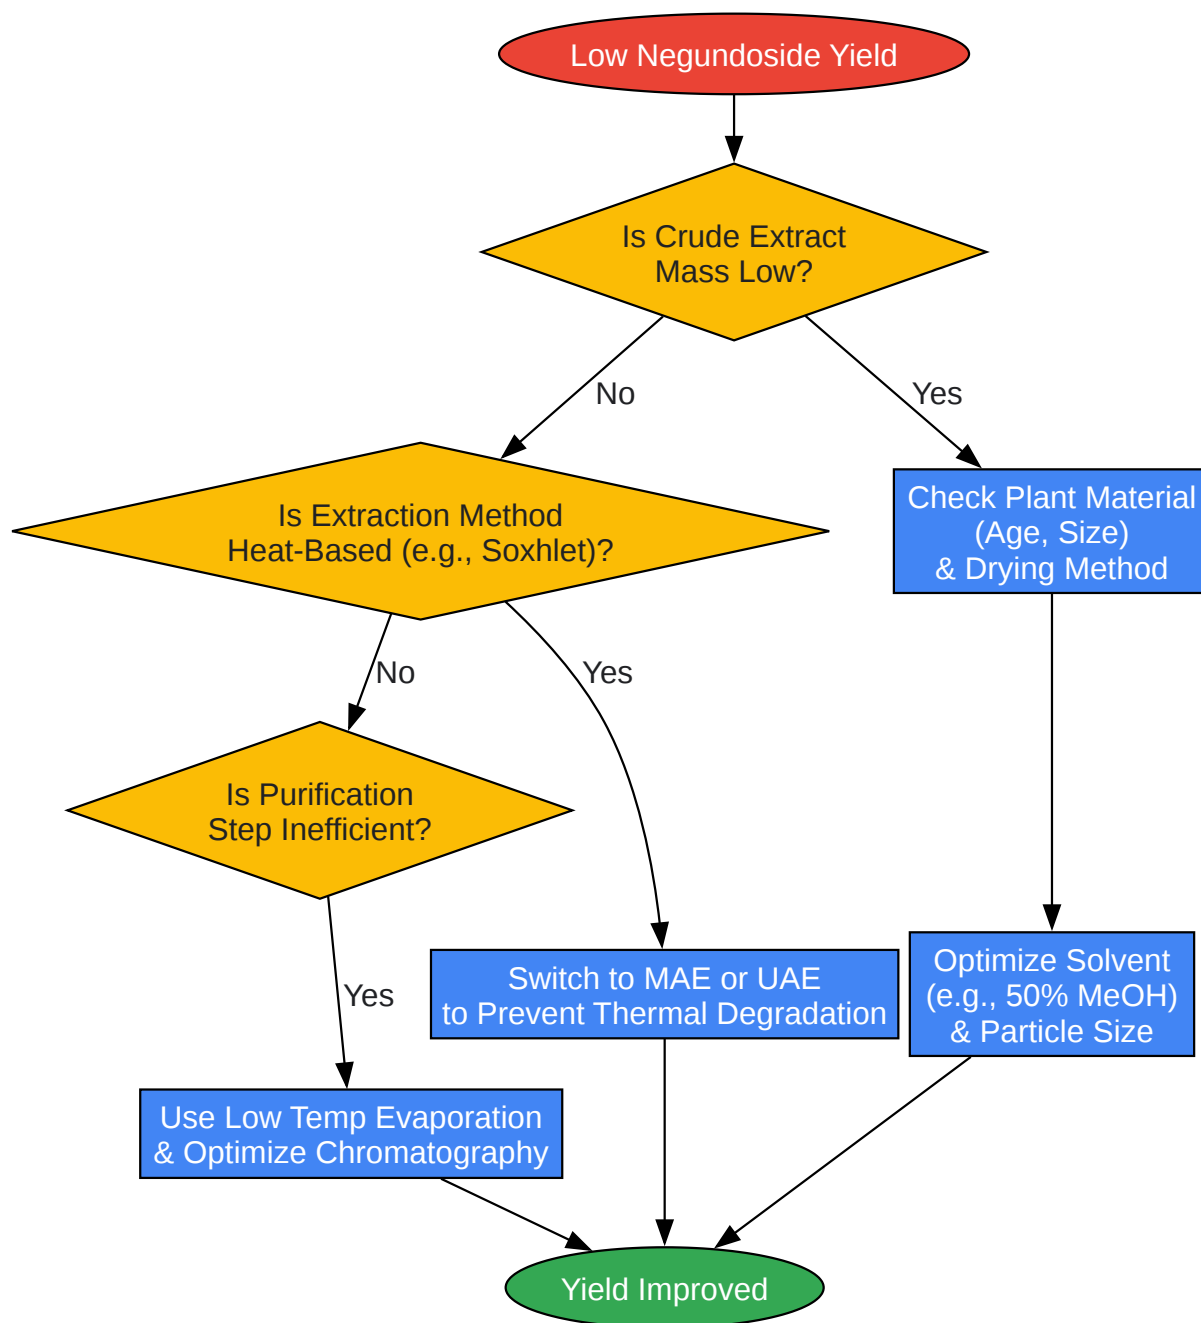 Low Negundoside Yield
Is Crude Extract
Mass Low?
No
Yes
Is Extraction Method
Heat-Based (e.g., Soxhlet)?
Check Plant Material
(Age, Size)
& Drying Method
No
Yes
Is Purification
Step Inefficient?
Yes
Switch to MAE or UAE
to Prevent Thermal Degradation
Optimize Solvent
(e.g., 50% MeOH)
& Particle Size
Use Low Temp Evaporation
& Optimize Chromatography
Yield Improved